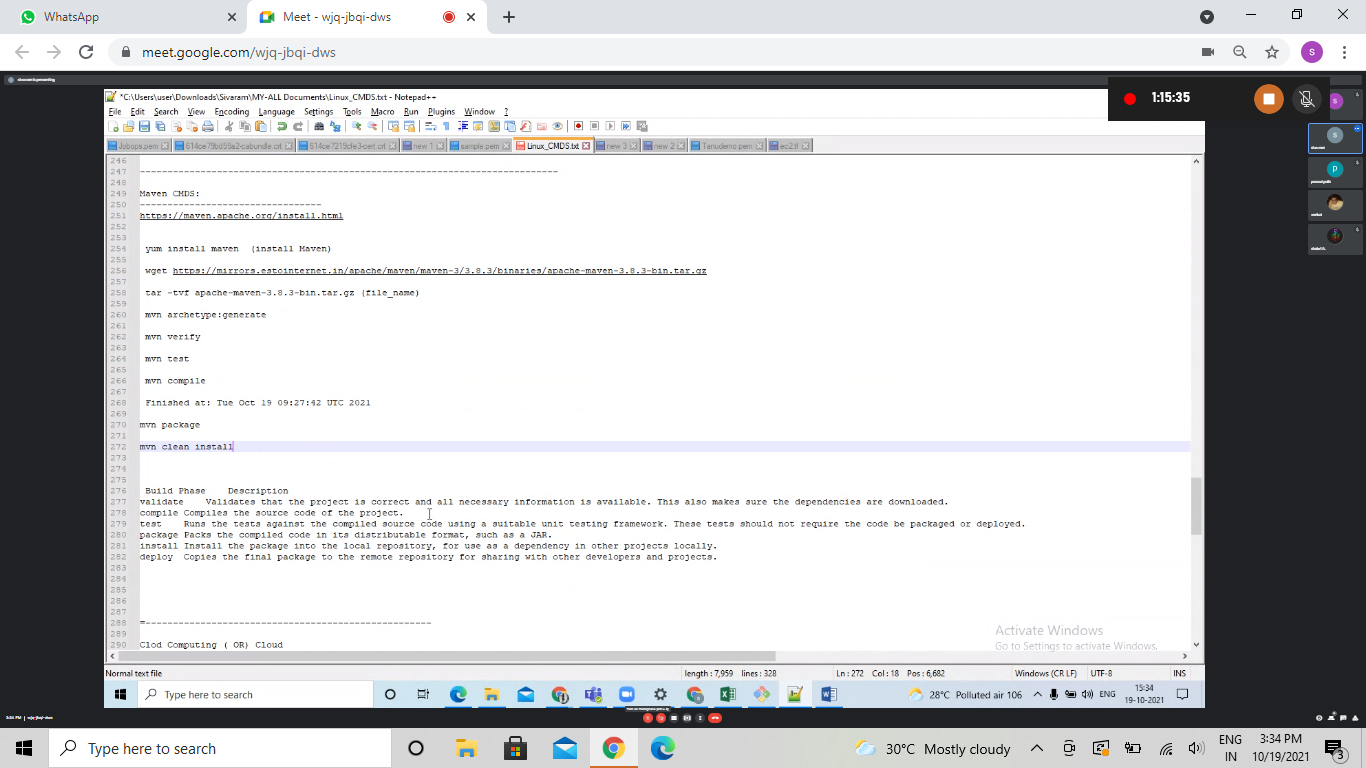 WhatsApp
Meet - wjq-jbqi-dws
meet.google.com/wjq-jbqi-dws
S
1:15:35
*C:\Users\user\Downloads\Sivaram\MY-ALL Documents\Linux_CMDS.txt - Notepad++
File Edit Search View Encoding Language Settings Tools Macro Run Plugins Window ?
Jobops.pem
614ce79bd59a2-cabundle.crt
614ce7219cfe3-cert.crt
new 1
sample.pem
Linux_CMDS.txt
new 3
new 2
Tanudemo.pem
ec2.tf
246
247 ----------------------------------------------------------------------------
248
249 Maven CMDS:
250 ---------------------------------
251 https://maven.apache.org/install.html
252
253
254 yum install maven (install Maven)
255
256 wget https://mirrors.estointernet.in/apache/maven/maven-3/3.8.3/binaries/apache-maven-3.8.3-bin.tar.gz
257
258 tar -tvf apache-maven-3.8.3-bin.tar.gz (file_name)
259
260 mvn archetype:generate
261
262 mvn verify
263
264 mvn test
265
266 mvn compile
267
268 Finished at: Tue Oct 19 09:27:42 UTC 2021
269
270 mvn package
271
272 mvn clean install
273
274
275
276 Build Phase Description
277 validate Validates that the project is correct and all necessary information is available. This also makes sure the dependencies are downloaded.
278 compile Compiles the source code of the project.
279 test Runs the tests against the compiled source code using a suitable unit testing framework. These tests should not require the code be packaged or deployed.
280 package Packs the compiled code in its distributable format, such as a JAR.
281 install Install the package into the local repository, for use as a dependency in other projects locally.
282 deploy Copies the final package to the remote repository for sharing with other developers and projects.
283
284
285
286
287
288 =----------------------------------------------------
289
290 Clod Computing ( OR) Cloud
Activate Windows
Go to Settings to activate Windows.
Normal text file
length : 7,959 lines : 328
Ln : 272 Col : 18 Pos : 6,682
Windows (CR LF)
UTF-8
INS
Type here to search
28°C Polluted air 106
ENG
15:34
19-10-2021
S
S
P
3:34 PM | wjq-jbqi-dws
Type here to search
30°C Mostly cloudy
ENG
IN
3:34 PM
10/19/2021
3